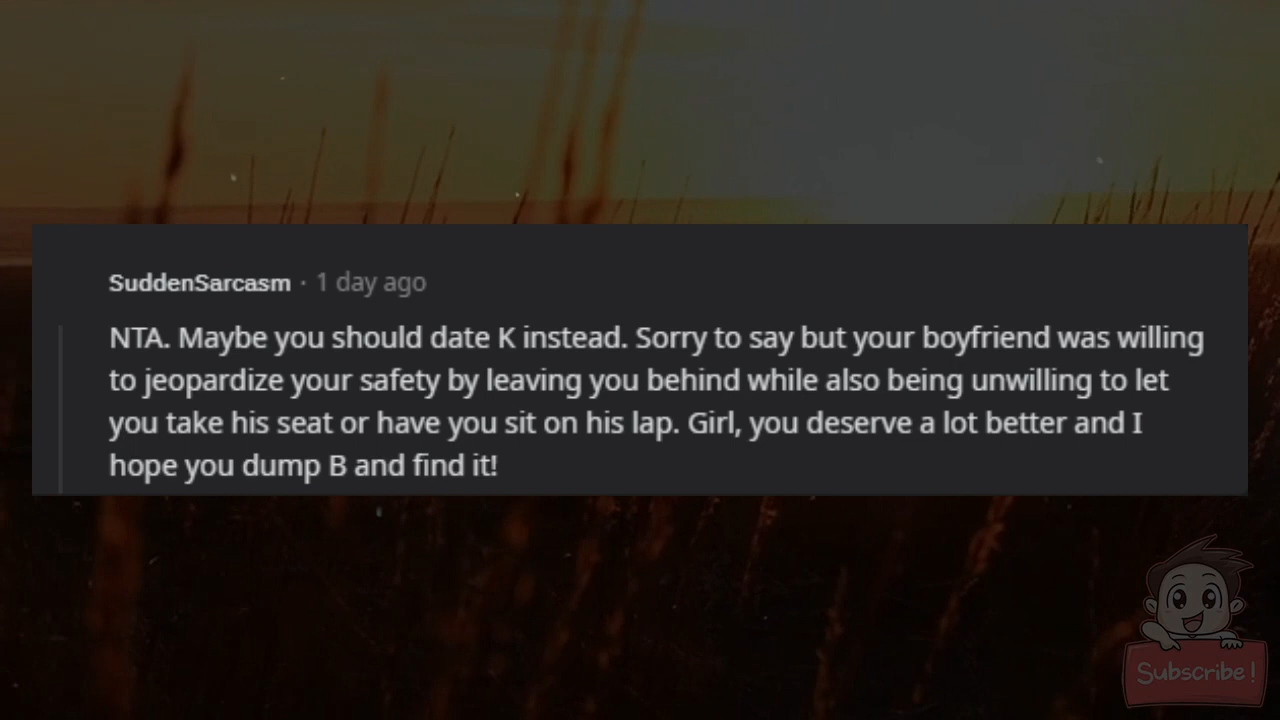 SuddenSarcasm · 1 day ago
NTA. Maybe you should date K instead. Sorry to say but your boyfriend was willing
to jeopardize your safety by leaving you behind while also being unwilling to let
you take his seat or have you sit on his lap. Girl, you deserve a lot better and I
hope you dump B and find it!
Subscribe!